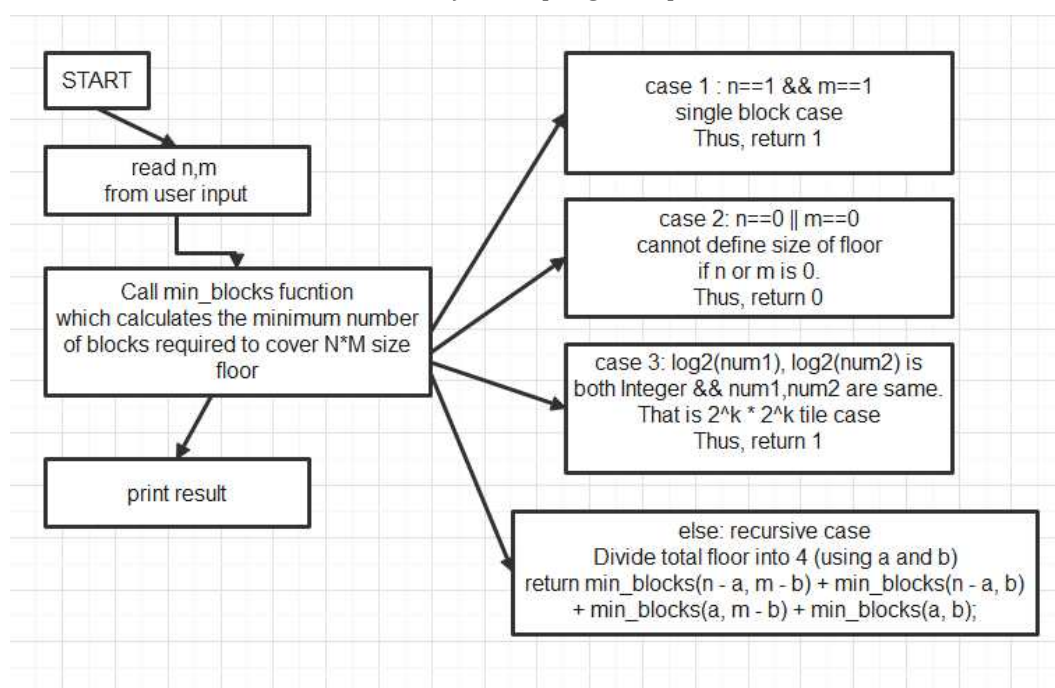 START
read n,m
from user input
Call min_blocks fucntion
which calculates the minimum number
of blocks required to cover N*M size
floor
print result
case 1 : n==1 && m==1
single block case
Thus, return 1
case 2: n==0 || m==0
cannot define size of floor
if n or m is 0.
Thus, return 0
case 3: log2(num1), log2(num2) is
both Integer && num1,num2 are same.
That is 2^k * 2^k tile case
Thus, return 1
else: recursive case
Divide total floor into 4 (using a and b)
return min_blocks(n - a, m - b) + min_blocks(n - a, b)
+ min_blocks(a, m - b) + min_blocks(a, b);